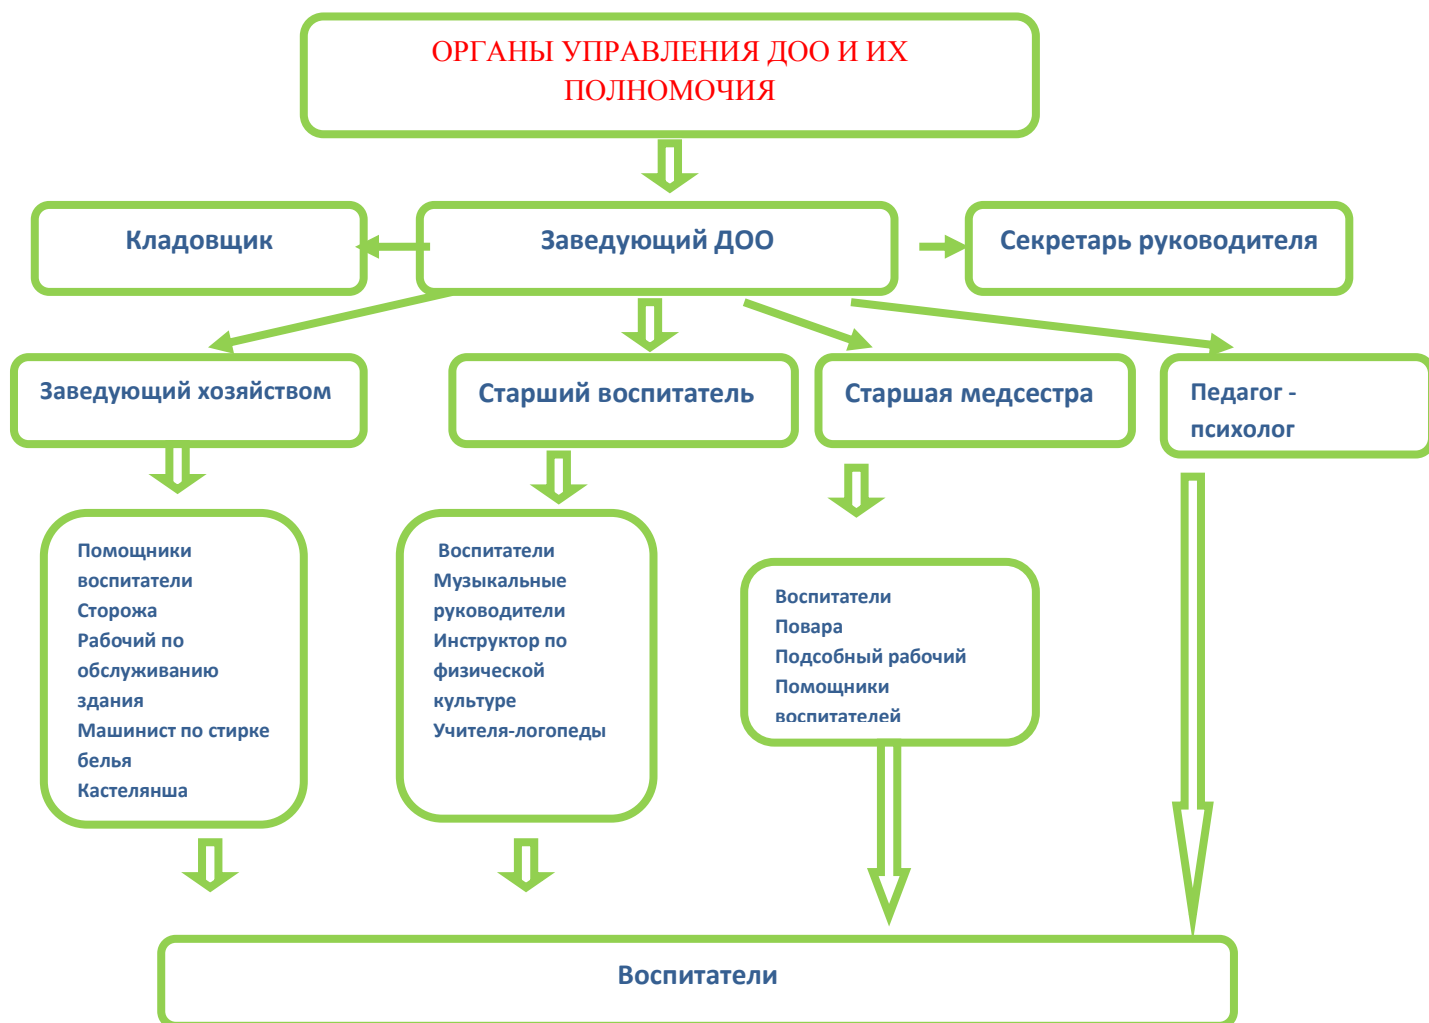 ОРГАНЫ УПРАВЛЕНИЯ ДОО И ИХ
ПОЛНОМОЧИЯ
Кладовщик
Заведующий ДОО
Секретарь руководителя
Заведующий хозяйством
Старший воспитатель
Старшая медсестра
Педагог -
психолог
Помощники
воспитатели
Сторожа
Рабочий по
обслуживанию
здания
Машинист по стирке
белья
Кастелянша
Воспитатели
Музыкальные
руководители
Инструктор по
физической
культуре
Учителя-логопеды
Воспитатели
Повара
Подсобный рабочий
Помощники
воспитателей
Воспитатели